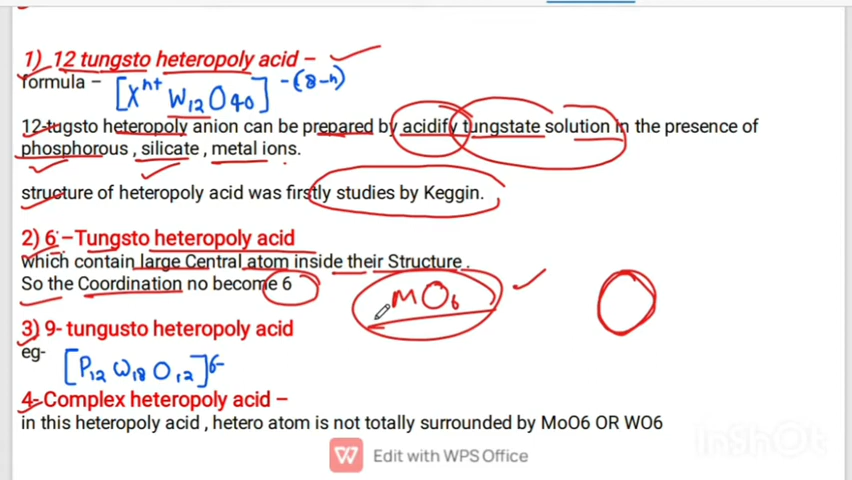 1) 12 tungsto heteropoly acid –
formula – [Xⁿ⁺ W₁₂O₄₀]⁻⁽⁸⁻ⁿ⁾
12-tugsto heteropoly anion can be prepared by acidify tungstate solution in the presence of
phosphorous , silicate , metal ions.
structure of heteropoly acid was firstly studies by Keggin.
2) 6 –Tungsto heteropoly acid
which contain large Central atom inside their Structure .
So the Coordination no become 6
MO₆
3) 9- tungusto heteropoly acid
eg- [P₁₂ W₁₈ O₁₂]⁶⁻
4-Complex heteropoly acid –
in this heteropoly acid , hetero atom is not totally surrounded by MoO6 OR WO6
W Edit with WPS Office
InShOt